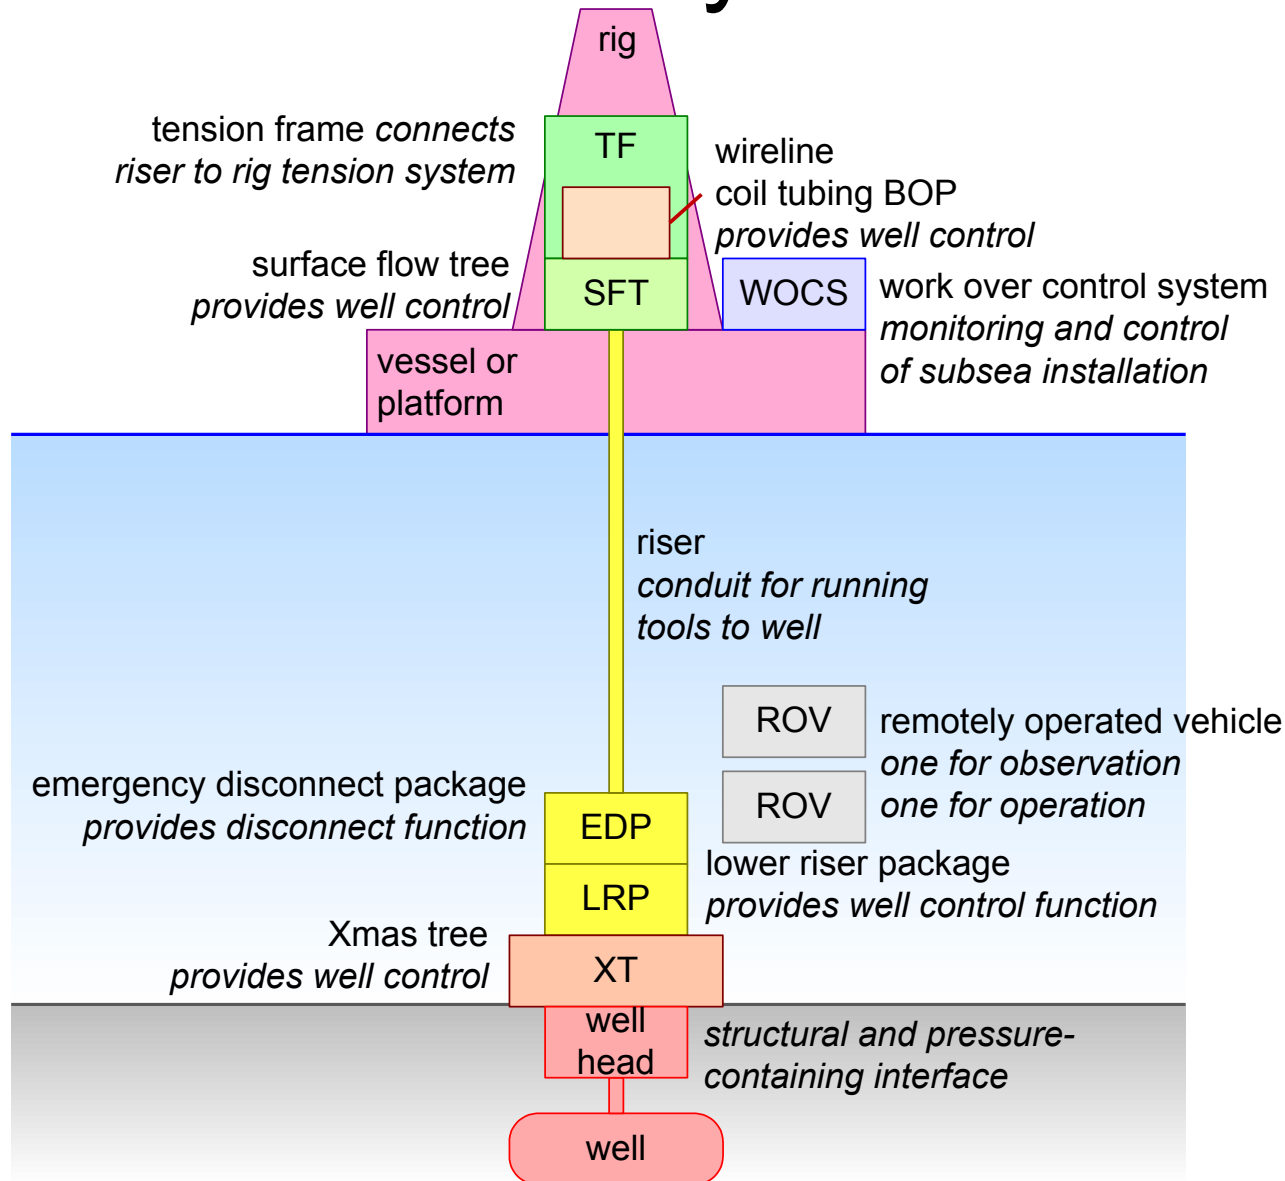 rig
tension frame connects
riser to rig tension system
TF
wireline
coil tubing BOP
provides well control
surface flow tree
provides well control
SFT
WOCS
work over control system
monitoring and control
of subsea installation
vessel or
platform
riser
conduit for running
tools to well
ROV
remotely operated vehicle
one for observation
ROV
one for operation
emergency disconnect package
provides disconnect function
EDP
lower riser package
provides well control function
LRP
Xmas tree
provides well control
XT
well
head
structural and pressure-
containing interface
well